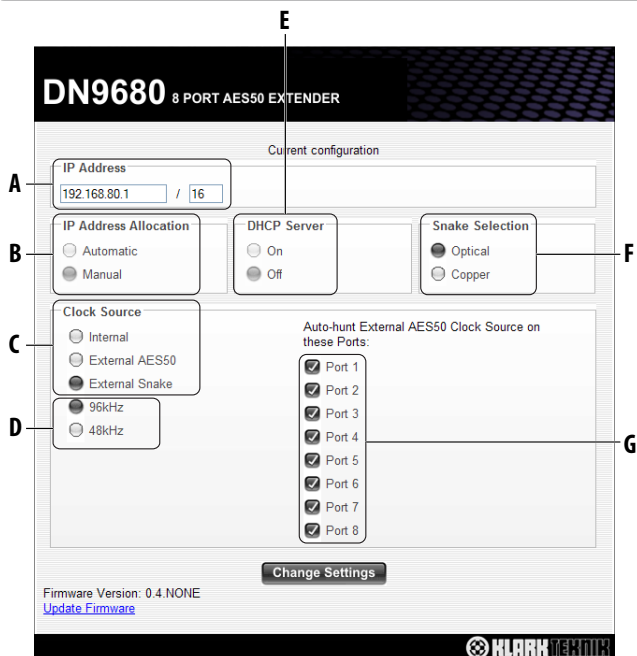 E
DN9680 8 PORT AES50 EXTENDER
Current configuration
IP Address
A
192.168.80.1 / 16
IP Address Allocation
DHCP Server
Snake Selection
B
Automatic
Manual
On
Off
Optical
Copper
F
Clock Source
C
Internal
External AES50
External Snake
D
96kHz
48kHz
Auto-hunt External AES50 Clock Source on
these Ports:
Port 1
Port 2
Port 3
Port 4
Port 5
Port 6
Port 7
Port 8
G
Change Settings
Firmware Version: 0.4.NONE
Update Firmware
KLARK TEKNIK